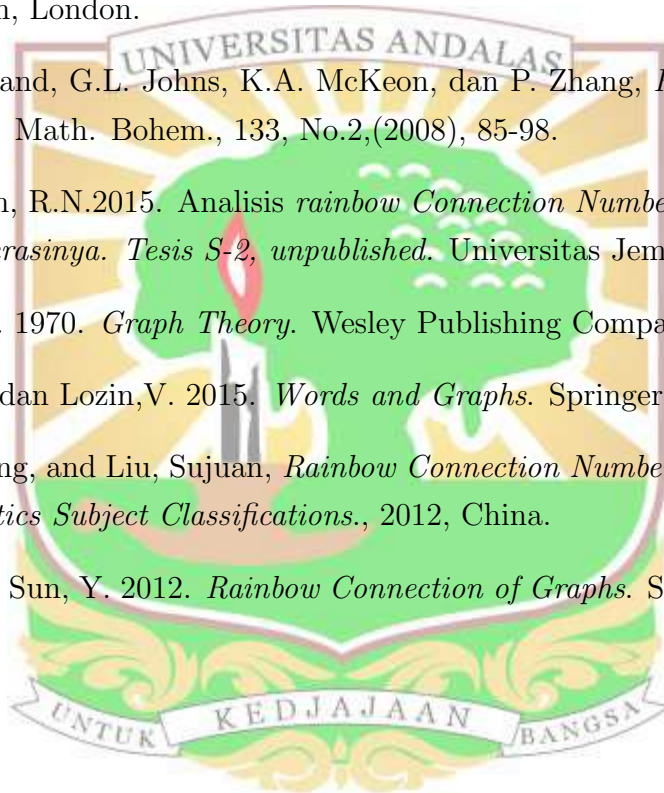 n, London.
UNIVERSITAS ANDALAS
and, G.L. Johns, K.A. McKeon, dan P. Zhang,
Math. Bohem., 133, No.2,(2008), 85-98.
n, R.N.2015. Analisis rainbow Connection Numbe
erasinya. Tesis S-2, unpublished. Universitas Jem
. 1970. Graph Theory. Wesley Publishing Compa
dan Lozin,V. 2015. Words and Graphs. Springer
ng, and Liu, Sujuan, Rainbow Connection Numbe
tics Subject Classifications., 2012, China.
Sun, Y. 2012. Rainbow Connection of Graphs. S
UNTUK KEDJAJAAN BANGSA